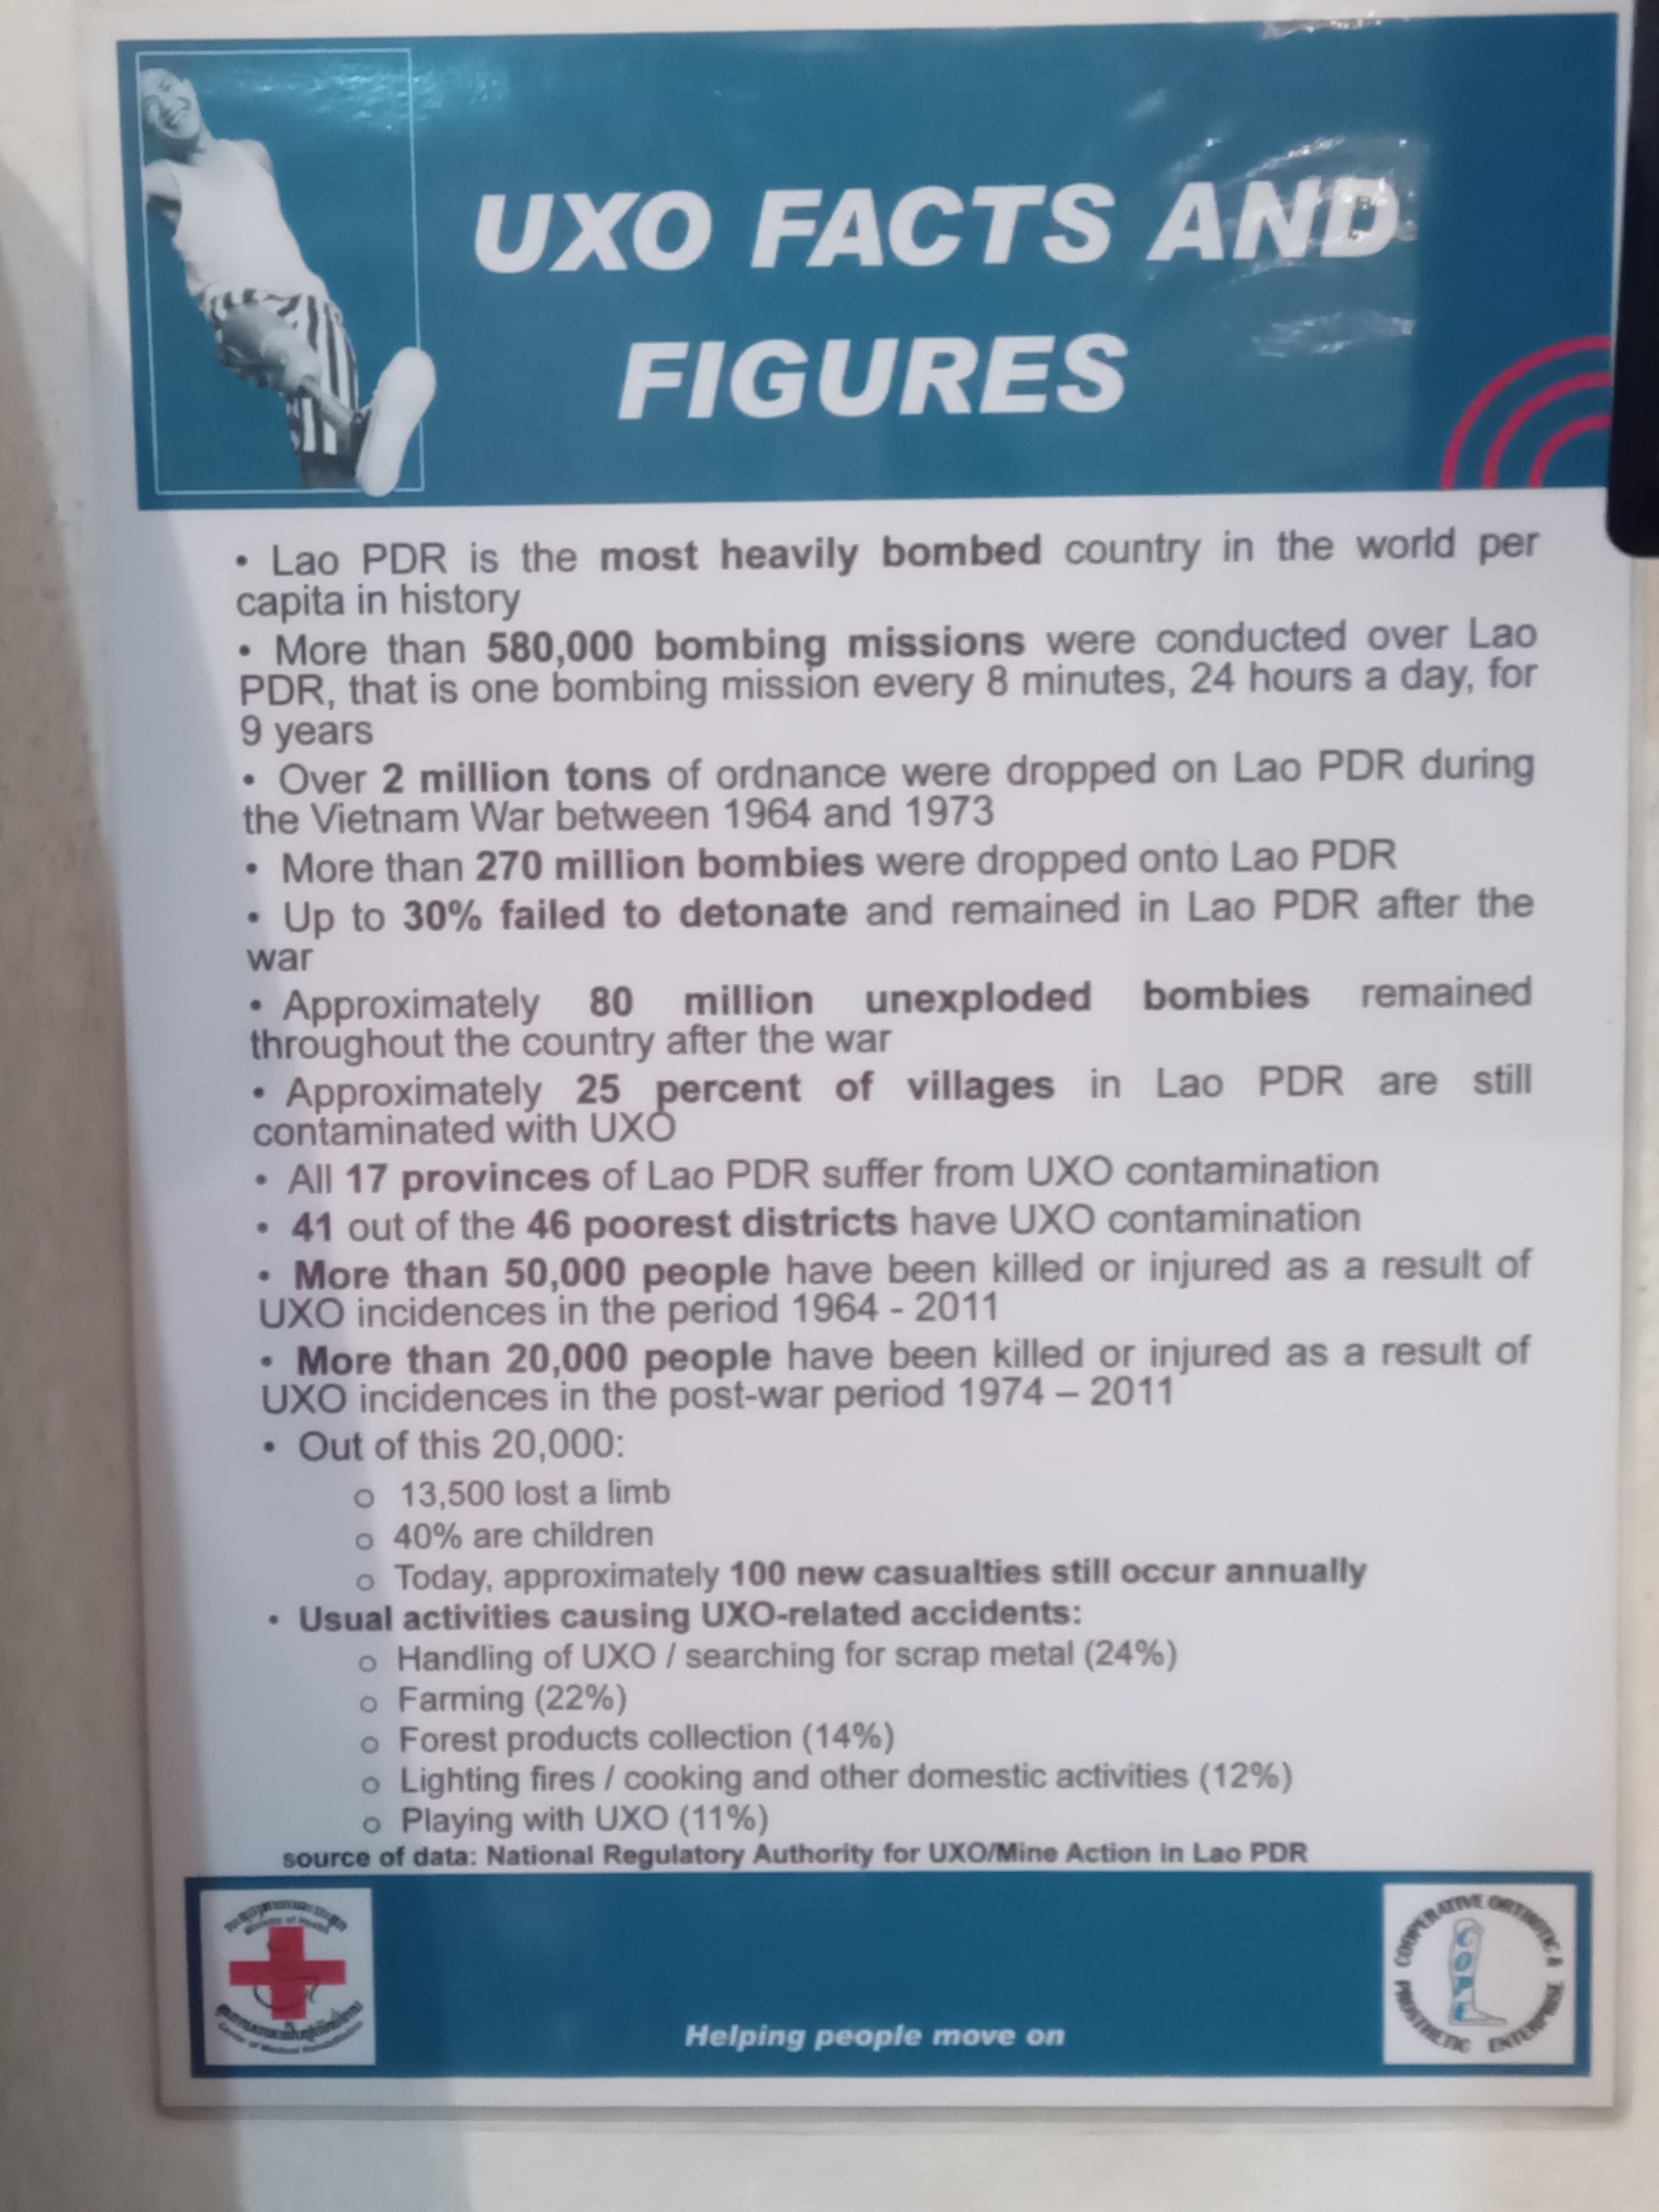 UXO FACTS AND
FIGURES
• Lao PDR is the most heavily bombed country in the world per
capita in history
• More than 580,000 bombing missions were conducted over Lao
PDR, that is one bombing mission every 8 minutes, 24 hours a day, for
9 years
• Over 2 million tons of ordnance were dropped on Lao PDR during
the Vietnam War between 1964 and 1973
• More than 270 million bombies were dropped onto Lao PDR
• Up to 30% failed to detonate and remained in Lao PDR after the
war
• Approximately 80 million unexploded bombies remained
throughout the country after the war
• Approximately 25 percent of villages in Lao PDR are still
contaminated with UXO
• All 17 provinces of Lao PDR suffer from UXO contamination
• 41 out of the 46 poorest districts have UXO contamination
• More than 50,000 people have been killed or injured as a result of
UXO incidences in the period 1964 - 2011
• More than 20,000 people have been killed or injured as a result of
UXO incidences in the post-war period 1974 – 2011
• Out of this 20,000:
o 13,500 lost a limb
o 40% are children
o Today, approximately 100 new casualties still occur annually
• Usual activities causing UXO-related accidents:
o Handling of UXO / searching for scrap metal (24%)
o Farming (22%)
o Forest products collection (14%)
o Lighting fires / cooking and other domestic activities (12%)
o Playing with UXO (11%)
source of data: National Regulatory Authority for UXO/Mine Action in Lao PDR
Ministry of Health
Center of Medical Rehabilitation
Helping people move on
COOPERATIVE ORTHOTIC &
PROSTHETIC ENTERPRISE
COPE